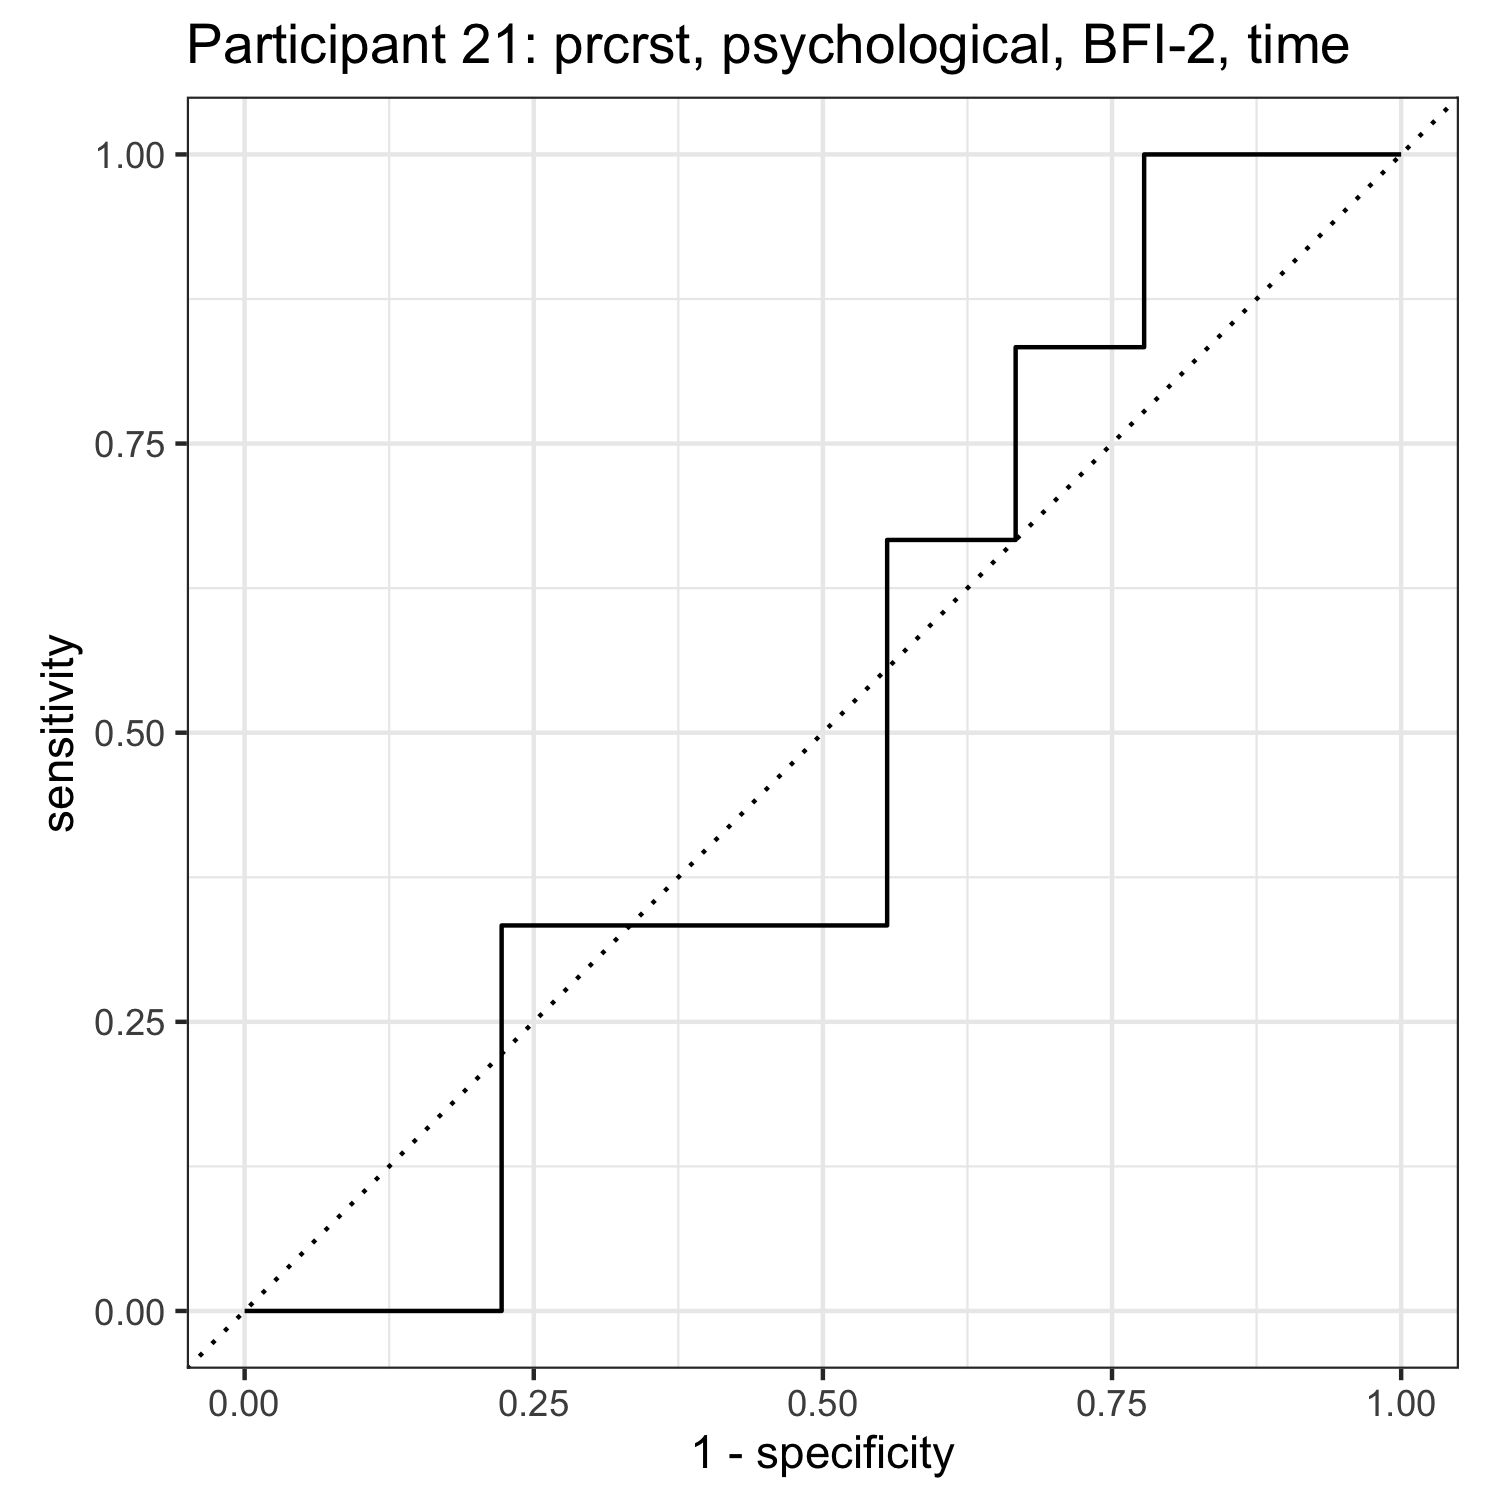 Participant 21: prcrst, psychological, BFI-2, time
1.00
0.75
0.50
0.25
0.00
sensitivity
0.00 0.25 0.50 0.75 1.00
1 - specificity